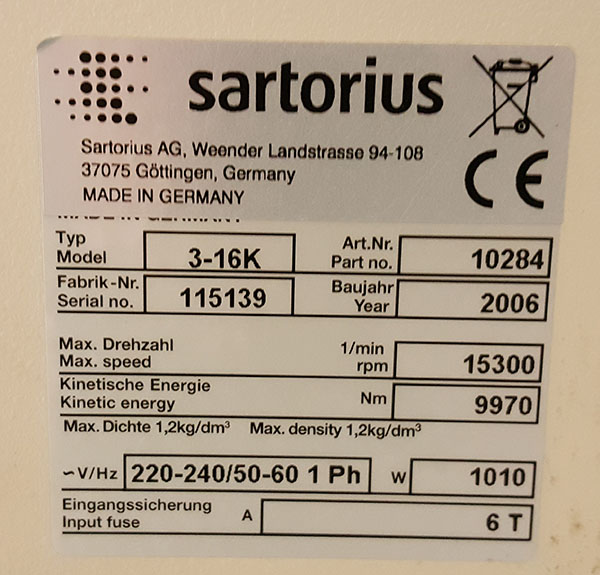 sartorius
Sartorius AG, Weender Landstrasse 94-108
37075 Göttingen, Germany
MADE IN GERMANY
MADE IN GERMANY
Typ
Model
3-16K
Art.Nr.
Part no.
10284
Fabrik-Nr.
Serial no.
115139
Baujahr
Year
2006
Max. Drehzahl
Max. speed
1/min
rpm
15300
Kinetische Energie
Kinetic energy
Nm
9970
Max. Dichte 1,2kg/dm³ Max. density 1,2kg/dm³
~V/Hz 220-240/50-60 1 Ph W 1010
Eingangssicherung
Input fuse
A
6 T
CE